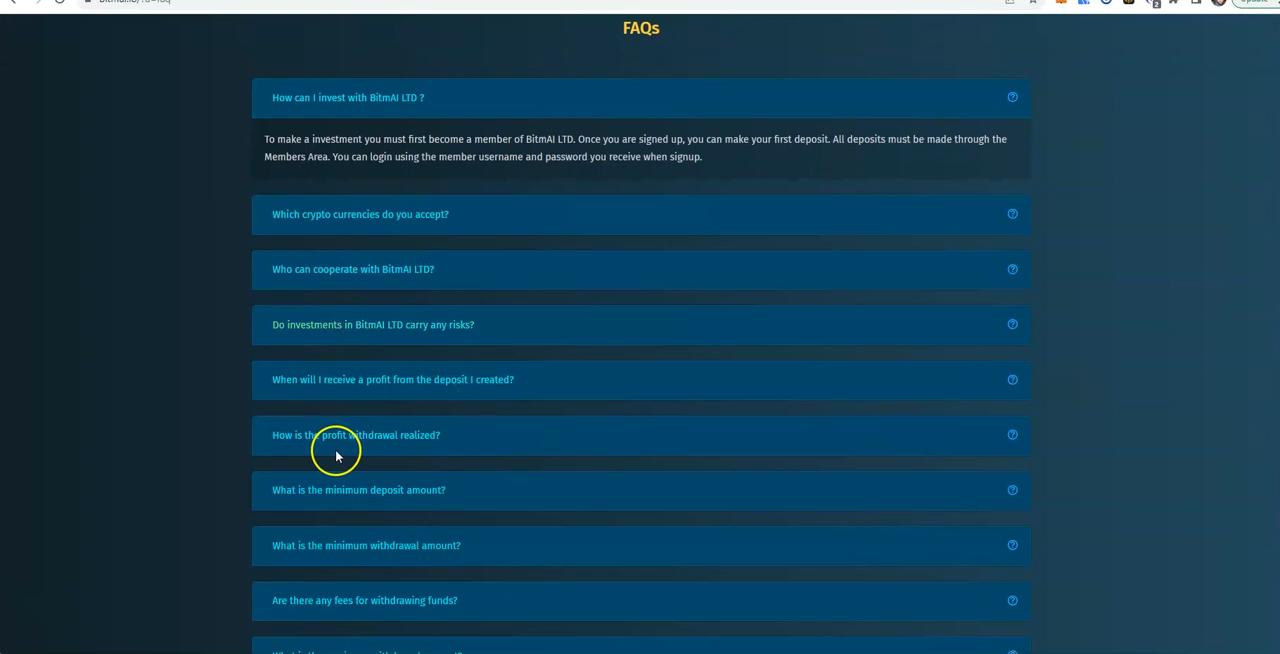 FAQs
How can I invest with BitmAI LTD ?
To make a investment you must first become a member of BitmAI LTD. Once you are signed up, you can make your first deposit. All deposits must be made through the
Members Area. You can login using the member username and password you receive when signup.
Which crypto currencies do you accept?
Who can cooperate with BitmAI LTD?
Do investments in BitmAI LTD carry any risks?
When will I receive a profit from the deposit I created?
How is the profit withdrawal realized?
What is the minimum deposit amount?
What is the minimum withdrawal amount?
Are there any fees for withdrawing funds?